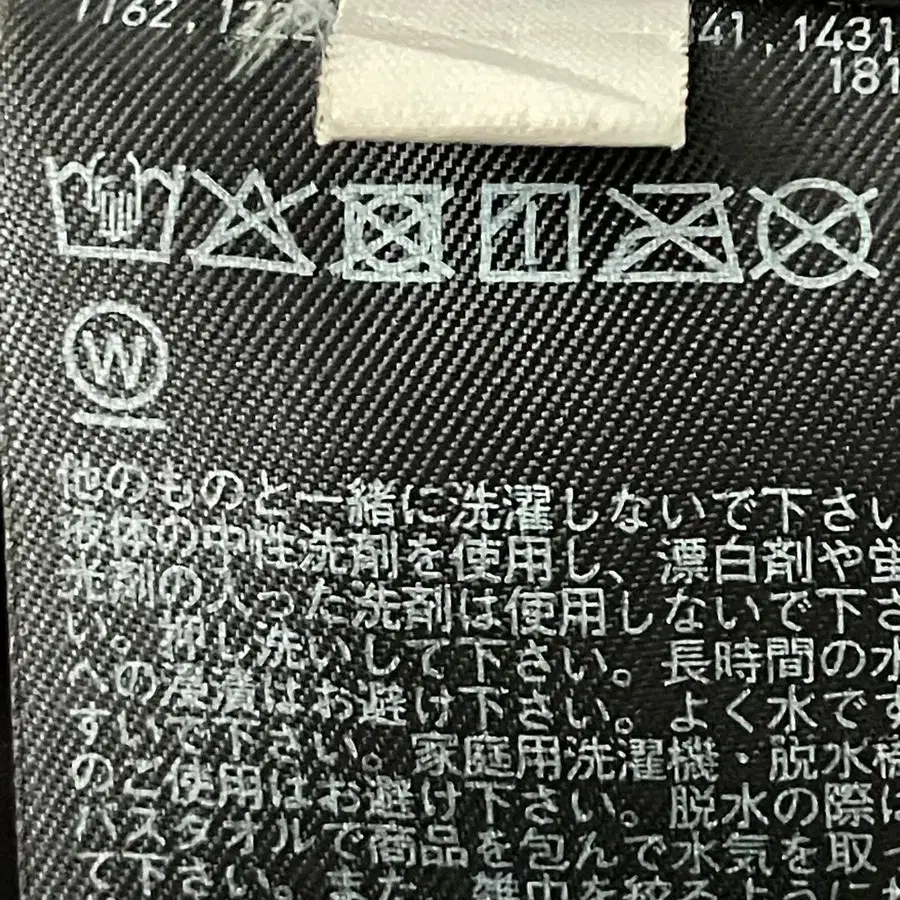 1162, 1222
41, 1431
181
W
他のものと一緒に洗濯しないで下さい
液体の中性洗剤を使用し、漂白剤や蛍
光剤の入った洗剤は使用しないで下さ
い。押し洗いして下さい。長時間の水
への浸漬はお避け下さい。よく水です
すいで下さい。家庭用洗濯機・脱水機
のご使用はお避け下さい。脱水の際は
バスタオルで商品を包んで水気を取っ
て下さい。また、雑巾を絞るように